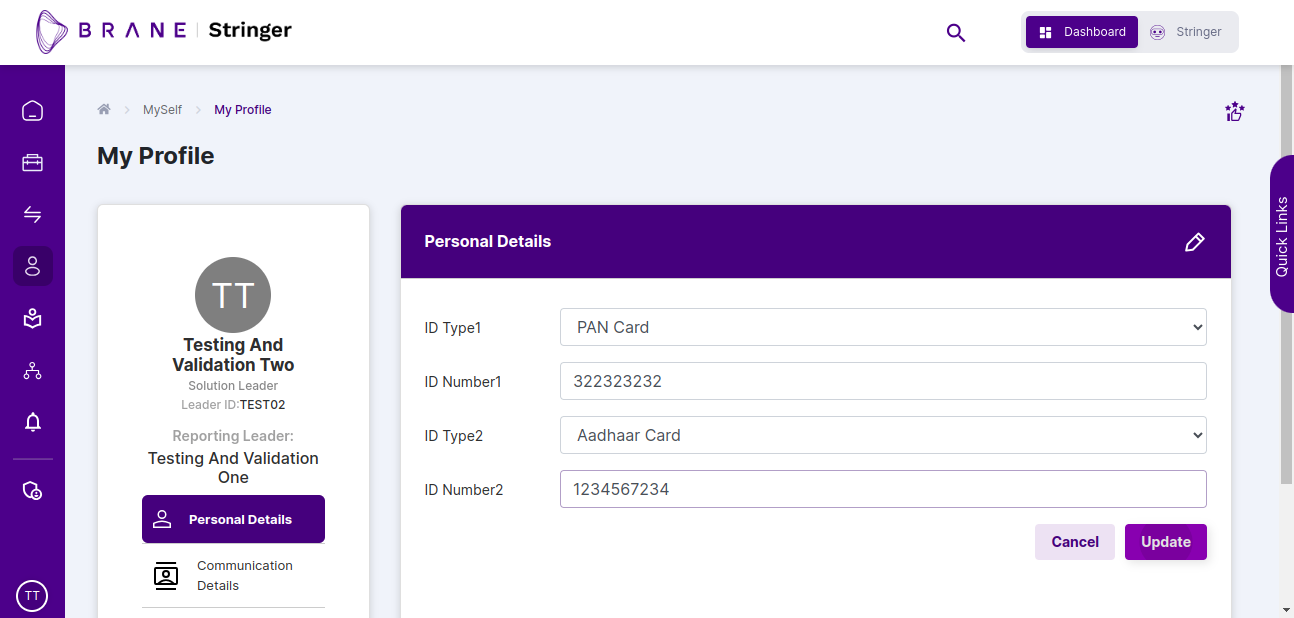 BRANE | Stringer
Dashboard
Stringer
MySelf
My Profile
My Profile
Quick Links
TT
Testing And
Validation Two
Solution Leader
Leader ID:TEST02
Reporting Leader:
Testing And Validation
One
Personal Details
Communication
Details
Personal Details
ID Type1
PAN Card
ID Number1
322323232
ID Type2
Aadhaar Card
ID Number2
1234567234
Cancel
Update
TT